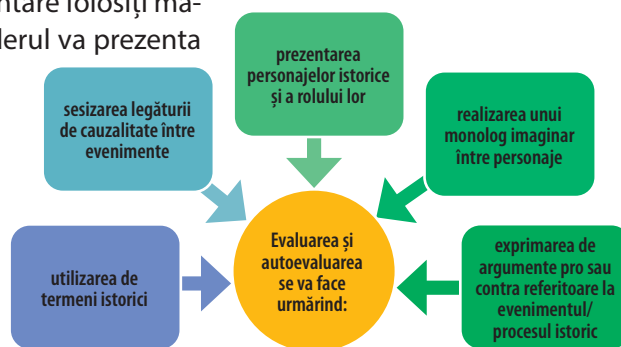 ntare folosiți ma-
derul va prezenta
prezentarea
personajelor istorice
și a rolului lor
sesizarea legăturii
de cauzalitate între
evenimente
realizarea unui
monolog imaginar
între personaje
utilizarea de
termeni istorici
Evaluarea și
autoevaluarea
se va face
urmărind:
exprimarea de
argumente pro sau
contra referitoare la
evenimentul/
procesul istoric